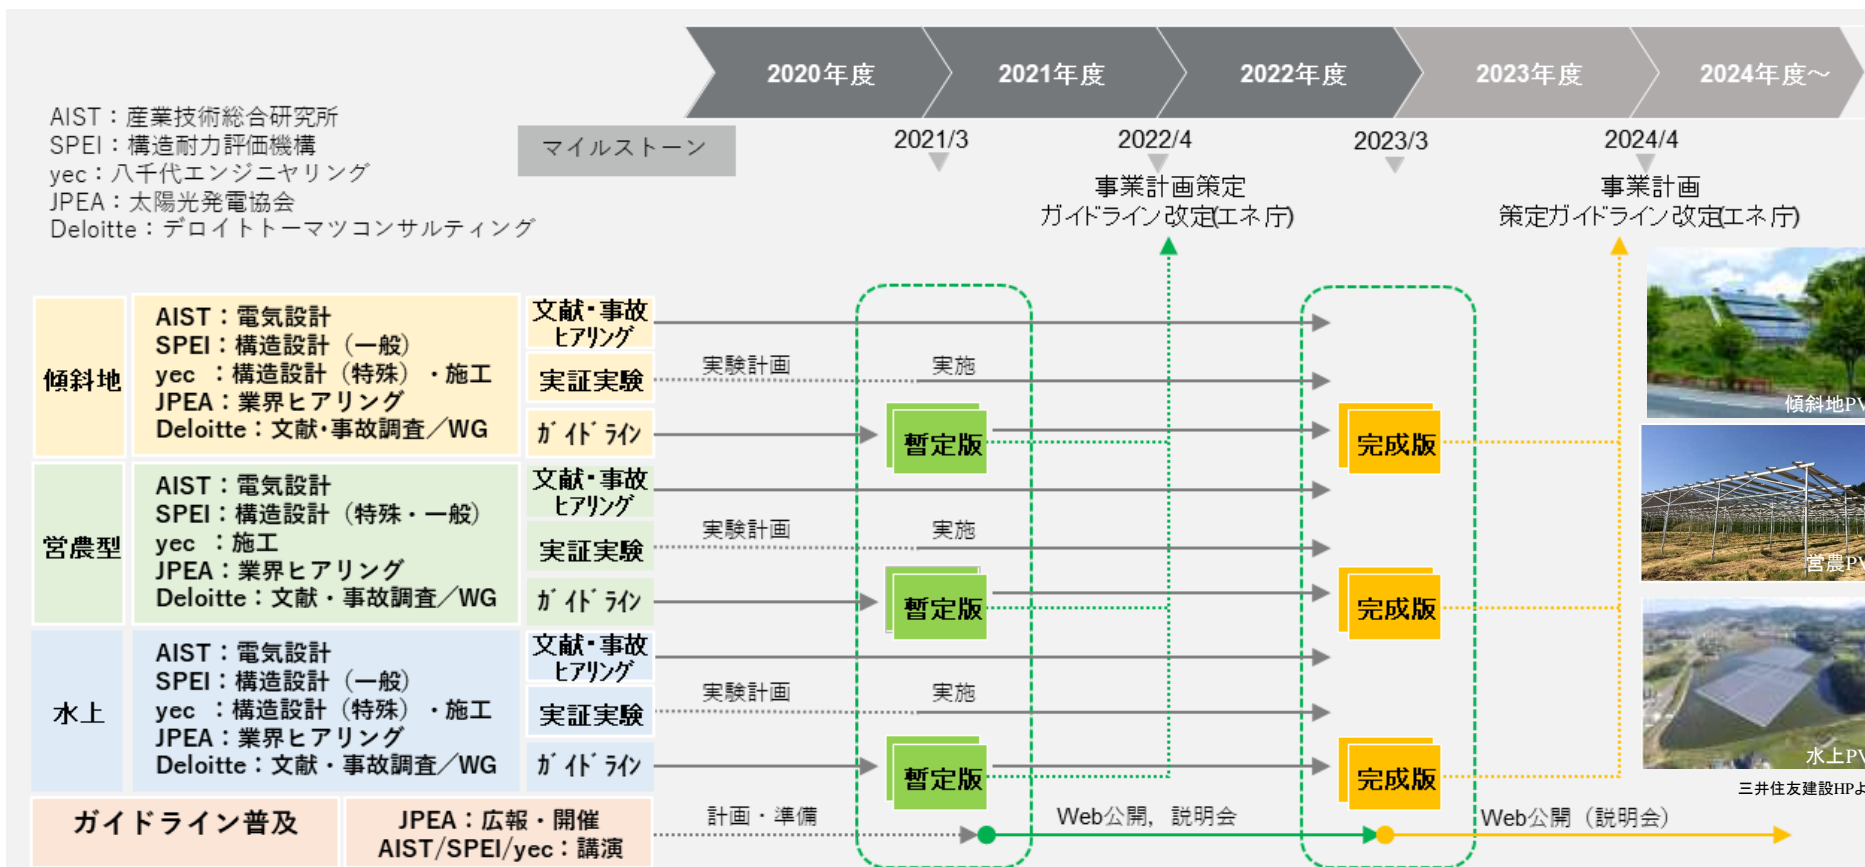 2020年度
2021年度
2022年度
2023年度
2024年度～
AIST：産業技術総合研究所
SPEI：構造耐力評価機構
yec：八千代エンジニヤリング
JPEA：太陽光発電協会
Deloitte：デロイトトーマツコンサルティング
マイルストーン
2021/3
2022/4
2023/3
2024/4
事業計画策定
ガイドライン改定(エネ庁)
事業計画
策定ガイドライン改定(エネ庁)
傾斜地
AIST：電気設計
SPEI：構造設計（一般）
yec ：構造設計（特殊）・施工
JPEA：業界ヒアリング
Deloitte：文献・事故調査／WG
文献・事故
ヒアリング
実証実験
ガイドライン
実験計画
実施
暫定版
完成版
傾斜地PV
営農型
AIST：電気設計
SPEI：構造設計（特殊・一般）
yec ：施工
JPEA：業界ヒアリング
Deloitte：文献・事故調査／WG
文献・事故
ヒアリング
実証実験
ガイドライン
実験計画
実施
暫定版
完成版
営農PV
水上
AIST：電気設計
SPEI：構造設計（一般）
yec ：構造設計（特殊）・施工
JPEA：業界ヒアリング
Deloitte：文献・事故調査／WG
文献・事故
ヒアリング
実証実験
ガイドライン
実験計画
実施
暫定版
完成版
水上PV
三井住友建設HPよ
ガイドライン普及
JPEA：広報・開催
AIST/SPEI/yec：講演
計画・準備
Web公開，説明会
Web公開（説明会）